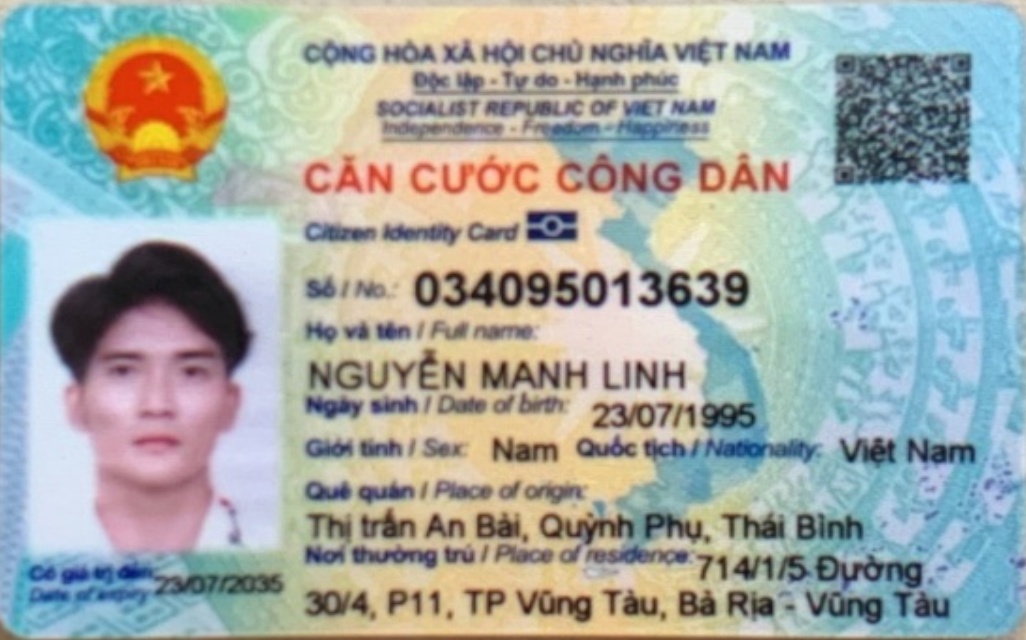 CỘNG HÒA XÃ HỘI CHỦ NGHĨA VIỆT NAM
Độc lập - Tự do - Hạnh phúc
SOCIALIST REPUBLIC OF VIET NAM
Independence - Freedom - Happiness
CĂN CƯỚC CÔNG DÂN
Citizen Identity Card
Số / No.: 034095013639
Họ và tên / Full name:
NGUYỄN MẠNH LINH
Ngày sinh / Date of birth: 23/07/1995
Giới tính / Sex: Nam Quốc tịch / Nationality: Việt Nam
Quê quán / Place of origin:
Thị trấn An Bài, Quỳnh Phụ, Thái Bình
Nơi thường trú / Place of residence: 714/1/5 Đường
30/4, P11, TP Vũng Tàu, Bà Rịa - Vũng Tàu
Có giá trị đến: 23/07/2035
Date of expiry